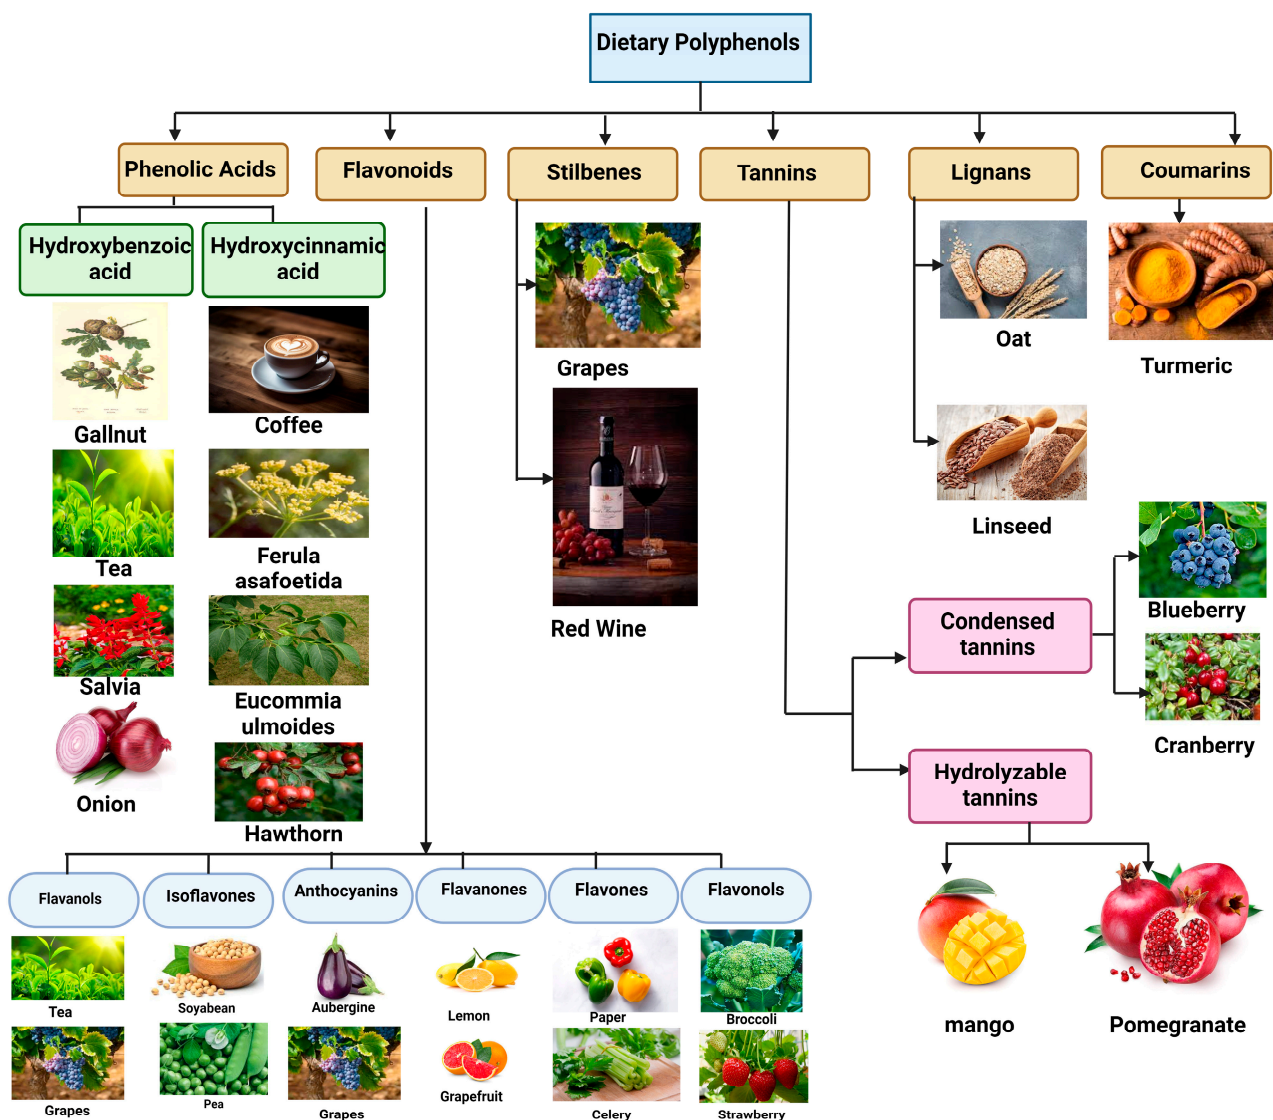 Dietary Polyphenols
Phenolic Acids
Flavonoids
Stilbenes
Tannins
Lignans
Coumarins
Hydroxybenzoic
acid
Hydroxycinnamic
acid
Gallnut
Tea
Salvia
Onion
Coffee
Ferula
asafoetida
Eucommia
ulmoides
Hawthorn
Grapes
Red Wine
Oat
Linseed
Turmeric
Condensed
tannins
Blueberry
Cranberry
Hydrolyzable
tannins
mango
Pomegranate
Flavanols
Isoflavones
Anthocyanins
Flavanones
Flavones
Flavonols
Tea
Soyabean
Aubergine
Lemon
Paper
Broccoli
Grapes
Pea
Grapes
Grapefruit
Celery
Strawberry